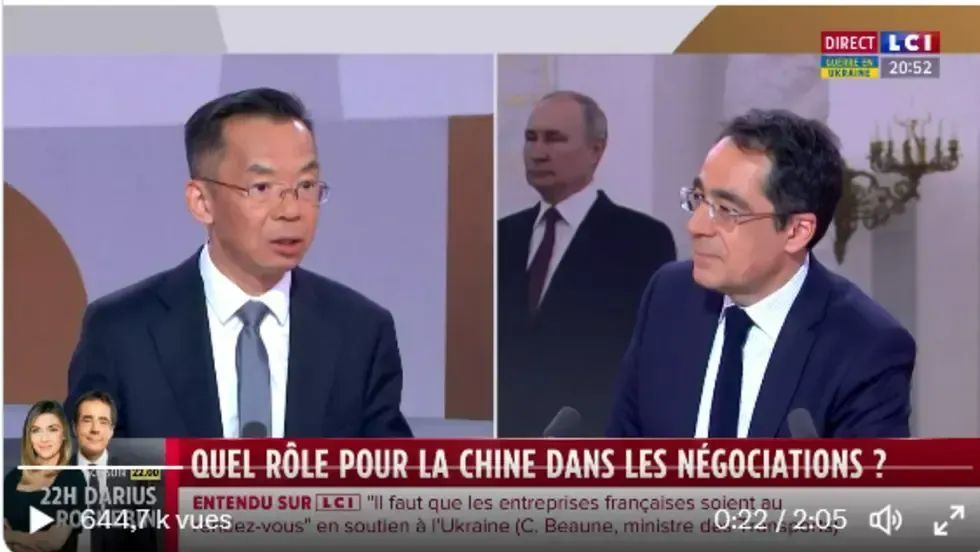 DIRECT LCI
GUERRE EN
UKRAINE
20:52
QUEL RÔLE POUR LA CHINE DANS LES NÉGOCIATIONS ?
ENTENDU SUR LCI "Il faut que les entreprises françaises soient au
rendez-vous" en soutien à l'Ukraine (C. Beaune, ministre des Transports)
22:00
22H DARIUS
644,7 k vues
0:22 / 2:05